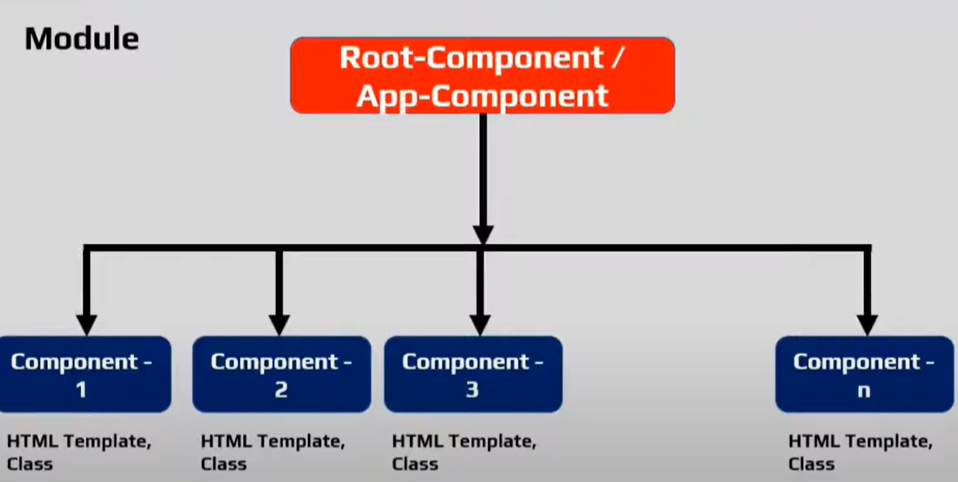 Module
Root-Component /
App-Component
Component -
1
HTML Template,
Class
Component -
2
HTML Template,
Class
Component -
3
HTML Template,
Class
Component -
n
HTML Template,
Class